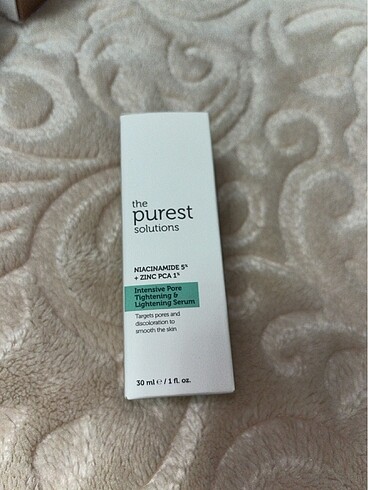 the
purest
solutions
NIACINAMIDE 5%
+ ZINC PCA 1%
Intensive Pore
Tightening &
Lightening Serum
Targets pores and
discoloration to
smooth the skin
30 ml ℮ / 1 fl. oz.